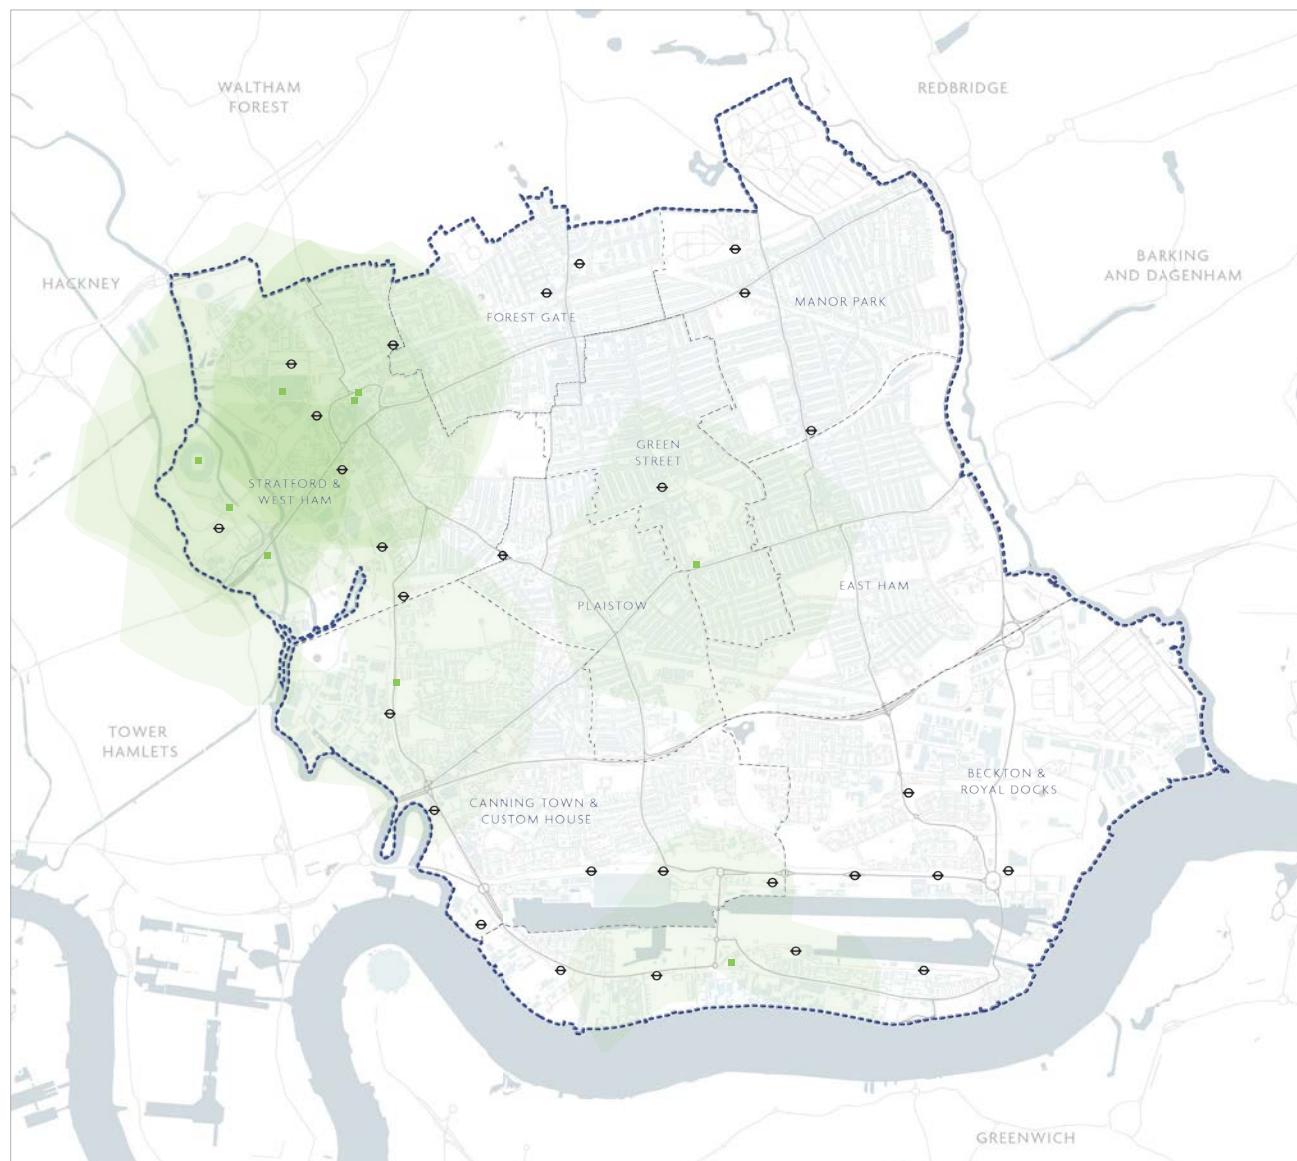 WALTHAM
FOREST
REDBRIDGE
HACKNEY
BARKING
AND DAGENHAM
MANOR PARK
FOREST GATE
GREEN
STREET
STRATFORD &
WEST HAM
EAST HAM
PLAISTOW
TOWER
HAMLETS
BECKTON &
ROYAL DOCKS
CANNING TOWN &
CUSTOM HOUSE
GREENWICH